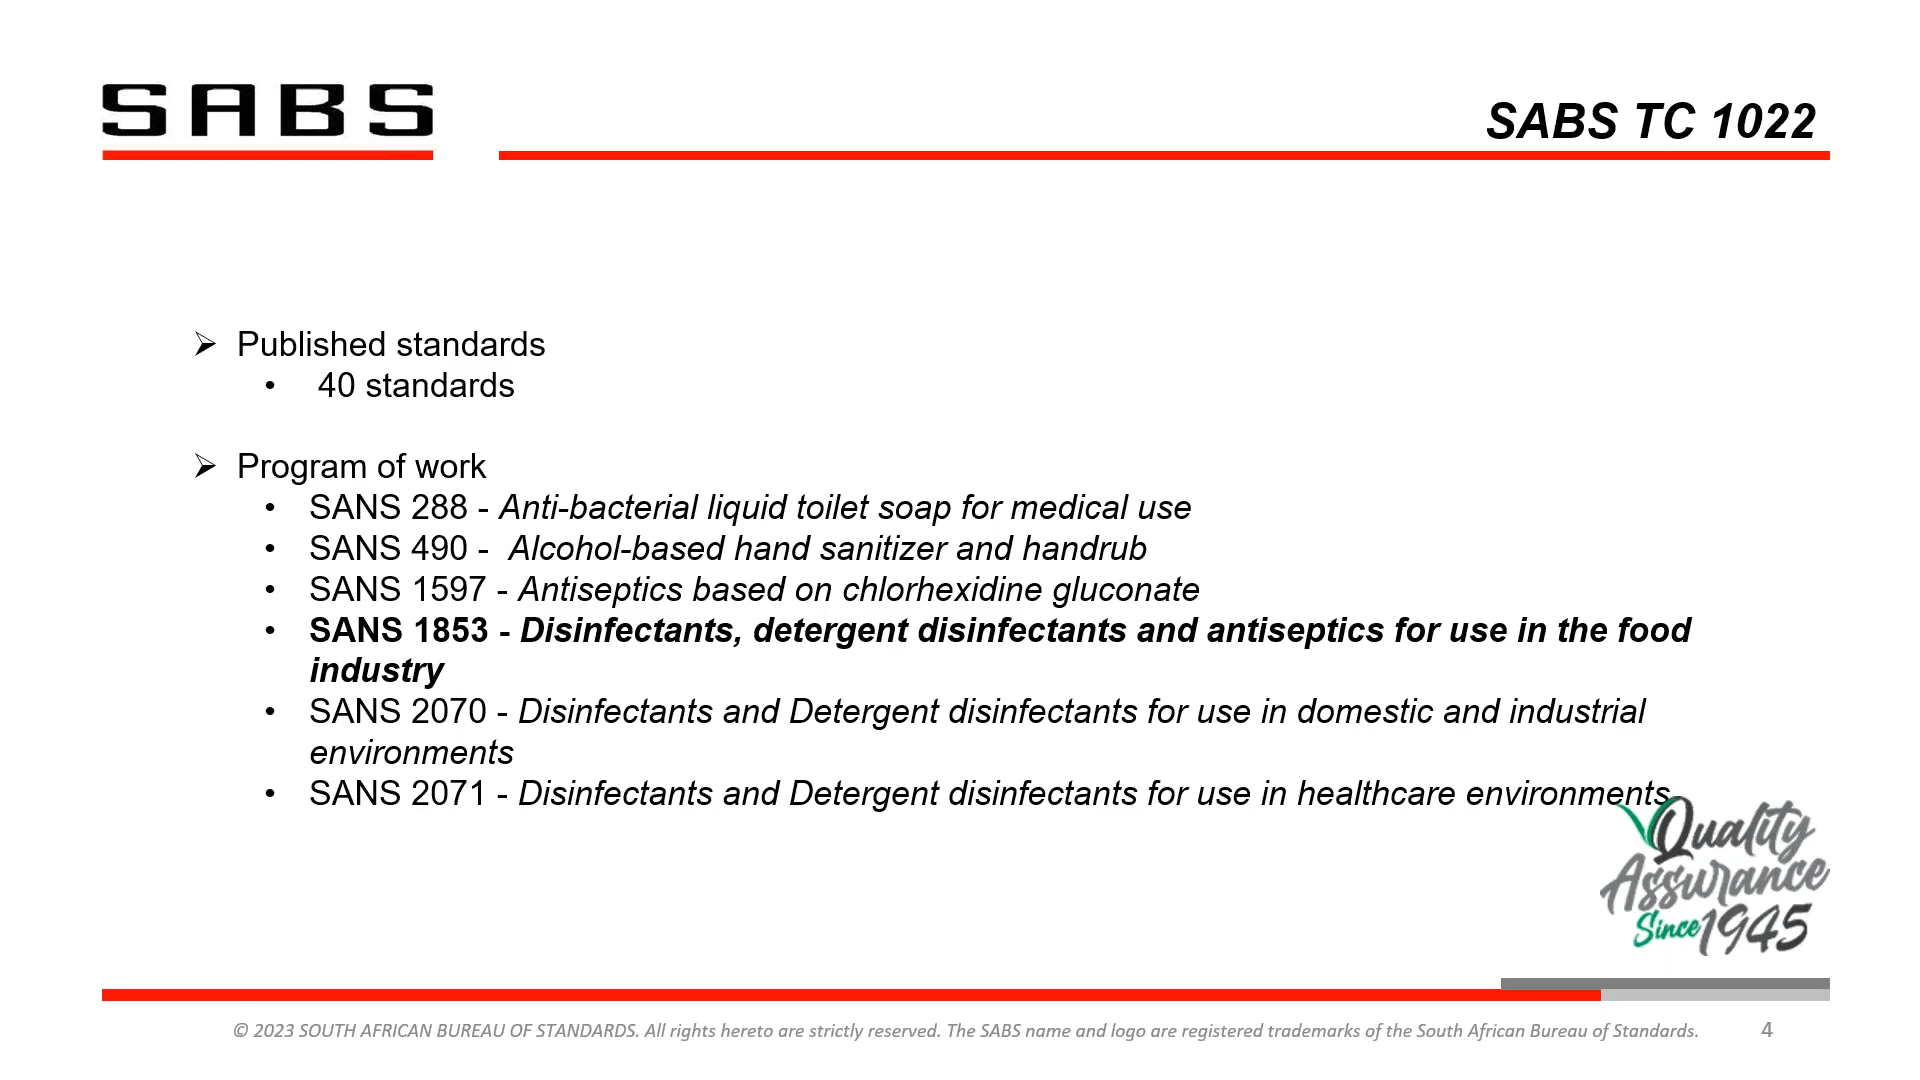 SABS
SABS TC 1022
➢ Published standards
• 40 standards
➢ Program of work
• SANS 288 - Anti-bacterial liquid toilet soap for medical use
• SANS 490 - Alcohol-based hand sanitizer and handrub
• SANS 1597 - Antiseptics based on chlorhexidine gluconate
• SANS 1853 - Disinfectants, detergent disinfectants and antiseptics for use in the food
industry
• SANS 2070 - Disinfectants and Detergent disinfectants for use in domestic and industrial
environments
• SANS 2071 - Disinfectants and Detergent disinfectants for use in healthcare environments
Quality
Assurance
Since 1945
© 2023 SOUTH AFRICAN BUREAU OF STANDARDS. All rights hereto are strictly reserved. The SABS name and logo are registered trademarks of the South African Bureau of Standards. 4